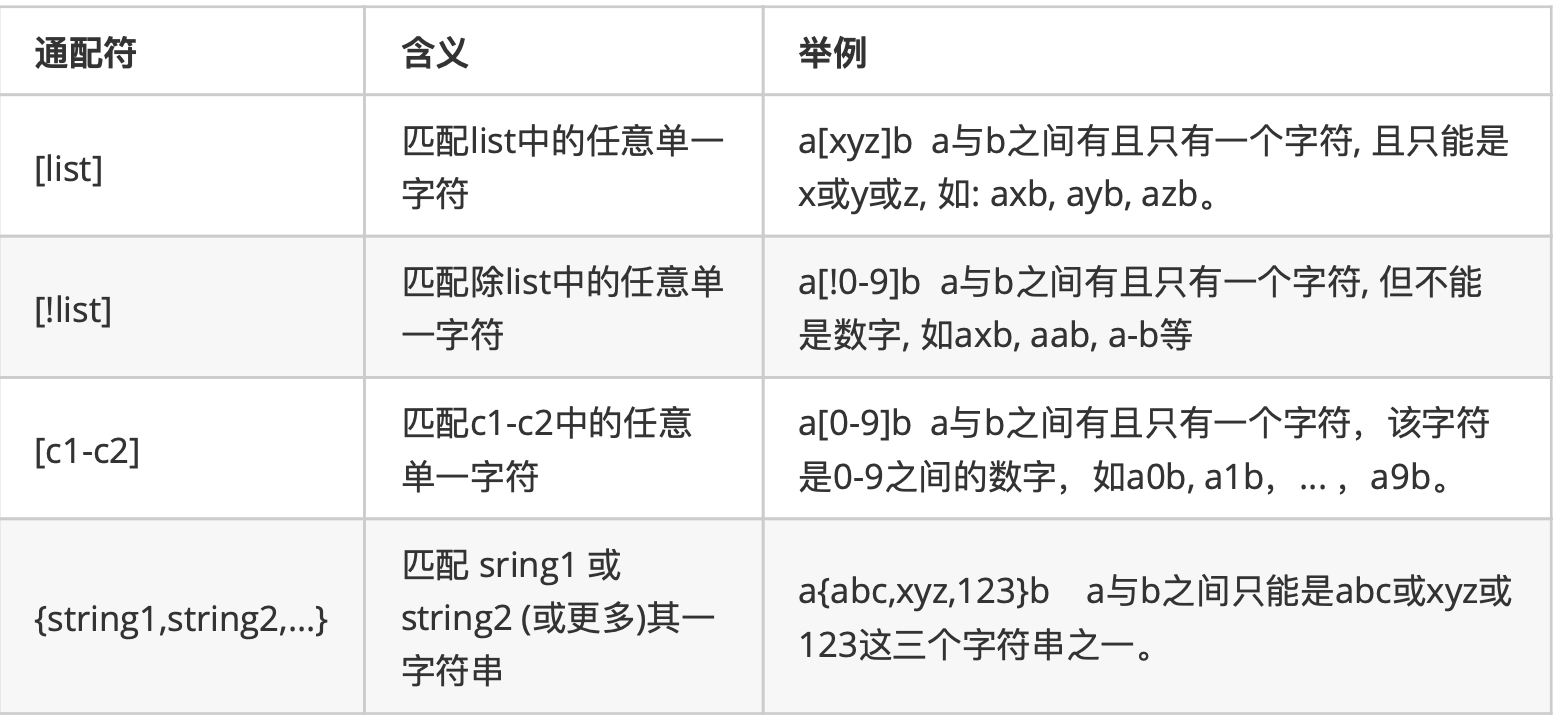 通配符 含义 举例
[list]
匹配list中的任意单一
字符
a[xyz]b  a与b之间有且只有一个字符, 且只能是
x或y或z, 如: axb, ayb, azb。
[!list]
匹配除list中的任意单
一字符
a[!0-9]b  a与b之间有且只有一个字符, 但不能
是数字, 如axb, aab, a-b等
[c1-c2]
匹配c1-c2中的任意
单一字符
a[0-9]b  a与b之间有且只有一个字符，该字符
是0-9之间的数字，如a0b, a1b，... ，a9b。
{string1,string2,...}
匹配 sring1 或
string2 (或更多)其一
字符串
a{abc,xyz,123}b    a与b之间只能是abc或xyz或
123这三个字符串之一。